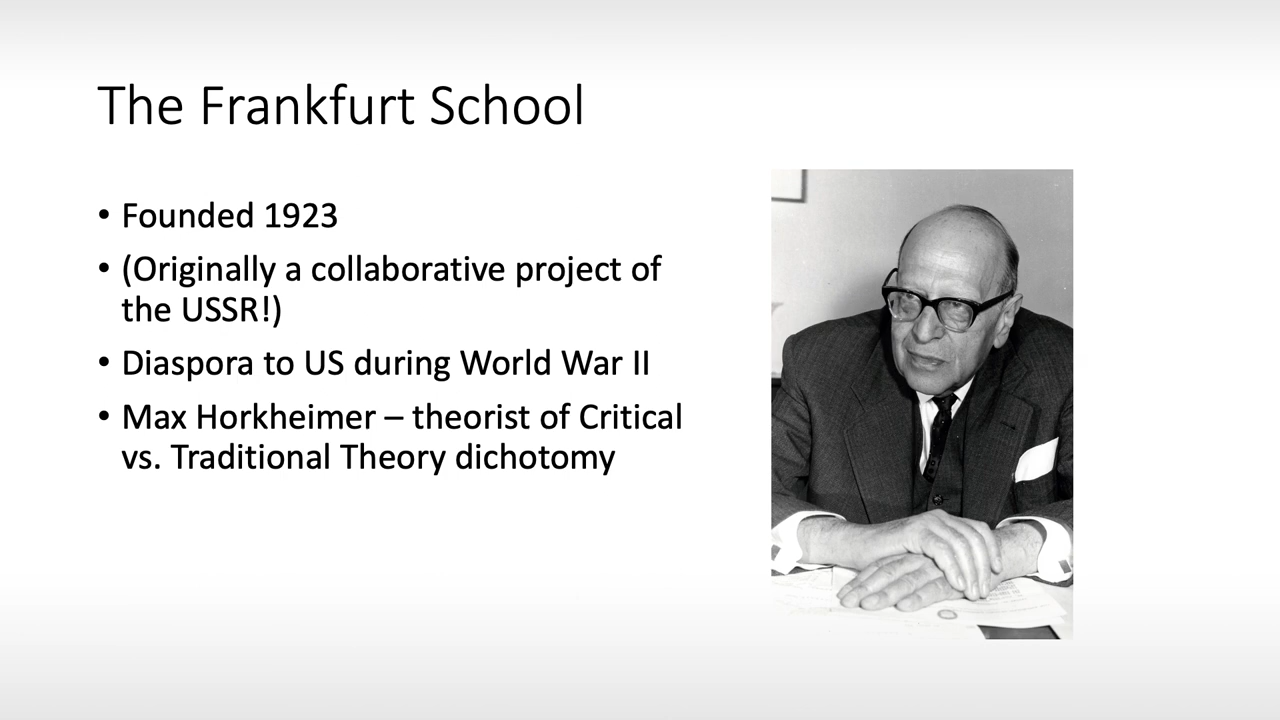 The Frankfurt School
• Founded 1923
• (Originally a collaborative project of
the USSR!)
• Diaspora to US during World War II
• Max Horkheimer – theorist of Critical
vs. Traditional Theory dichotomy